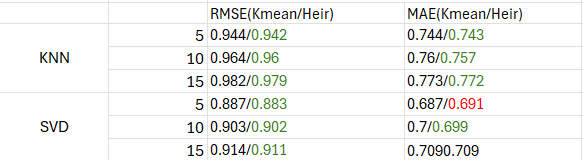 RMSE(Kmean/Heir) MAE(Kmean/Heir)
5 0.944/0.942 0.744/0.743
KNN 10 0.964/0.96 0.76/0.757
15 0.982/0.979 0.773/0.772
5 0.887/0.883 0.687/0.691
SVD 10 0.903/0.902 0.7/0.699
15 0.914/0.911 0.7090.709